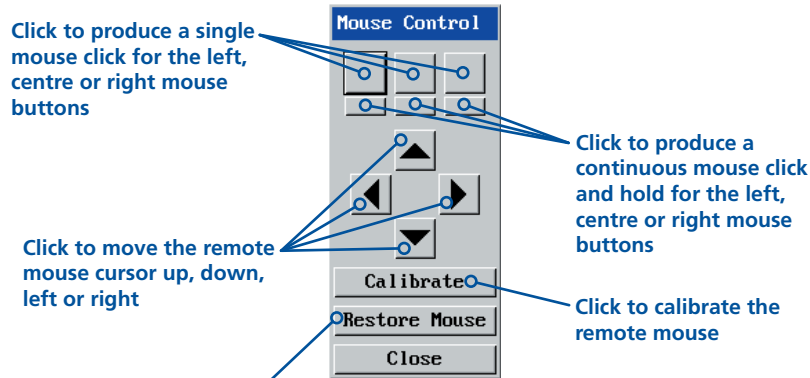 Mouse Control
Click to produce a single
mouse click for the left,
centre or right mouse
buttons
Click to produce a
continuous mouse click
and hold for the left,
centre or right mouse
buttons
Click to move the remote
mouse cursor up, down,
left or right
Calibrate
Click to calibrate the
remote mouse
Restore Mouse
Close